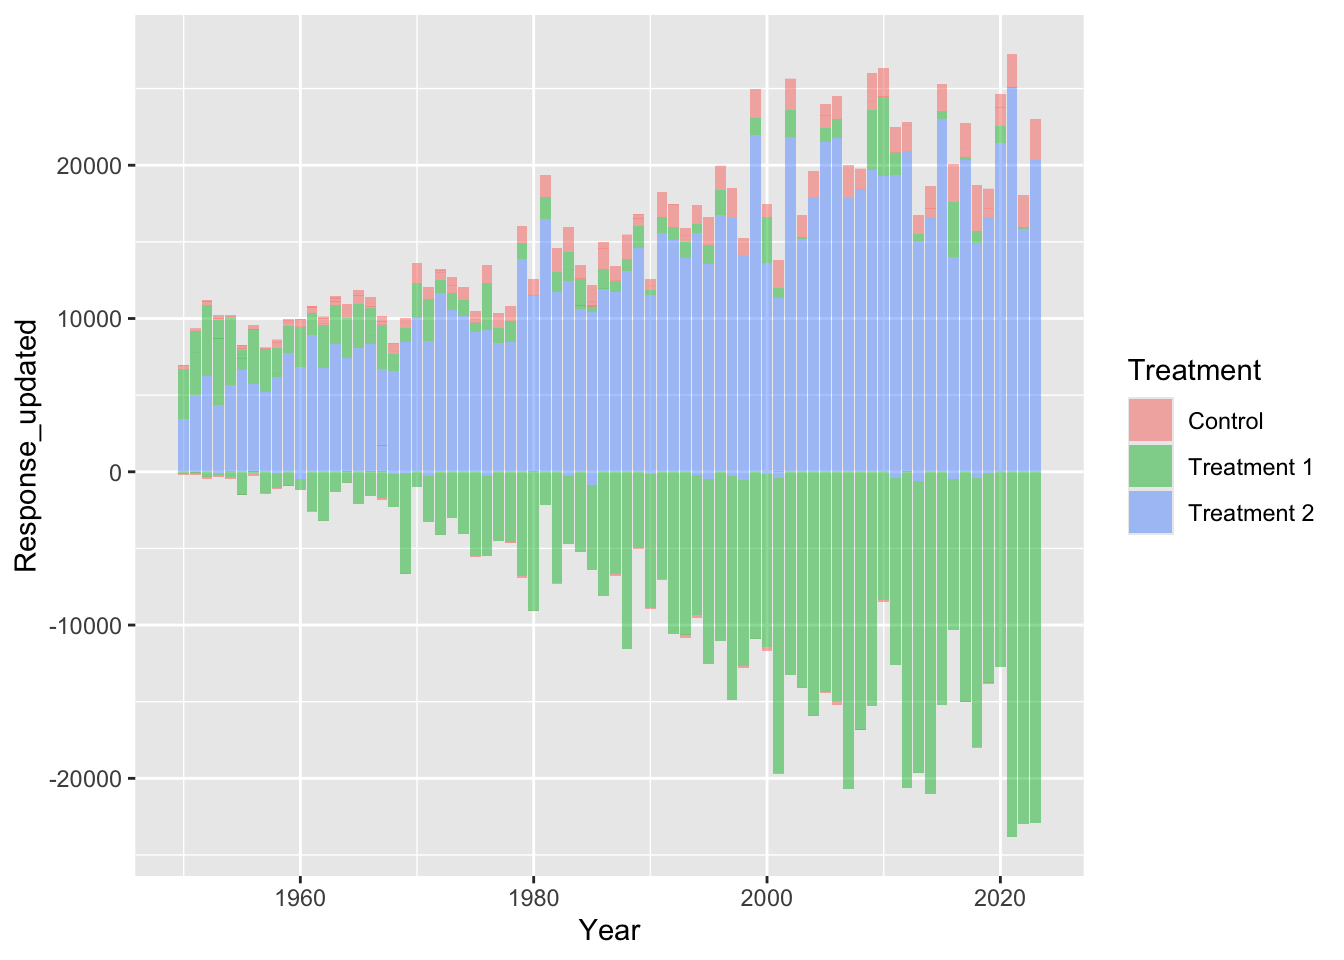 Response_updated
20000
10000
0
-10000
-20000
1960
1980
2000
2020
Year
Treatment
Control
Treatment 1
Treatment 2